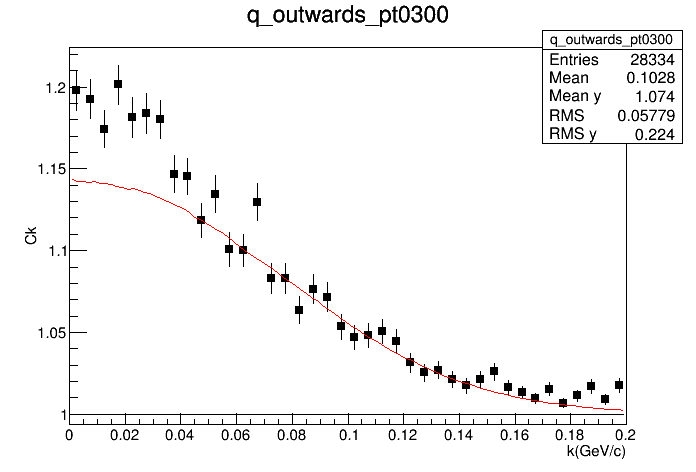 q_outwards_pt0300
q_outwards_pt0300
Entries 28334
Mean 0.1028
Mean y 1.074
RMS 0.05779
RMS y 0.224
1.2
1.15
1.1
1.05
1
Ck
0 0.02 0.04 0.06 0.08 0.1 0.12 0.14 0.16 0.18 0.2
k(GeV/c)